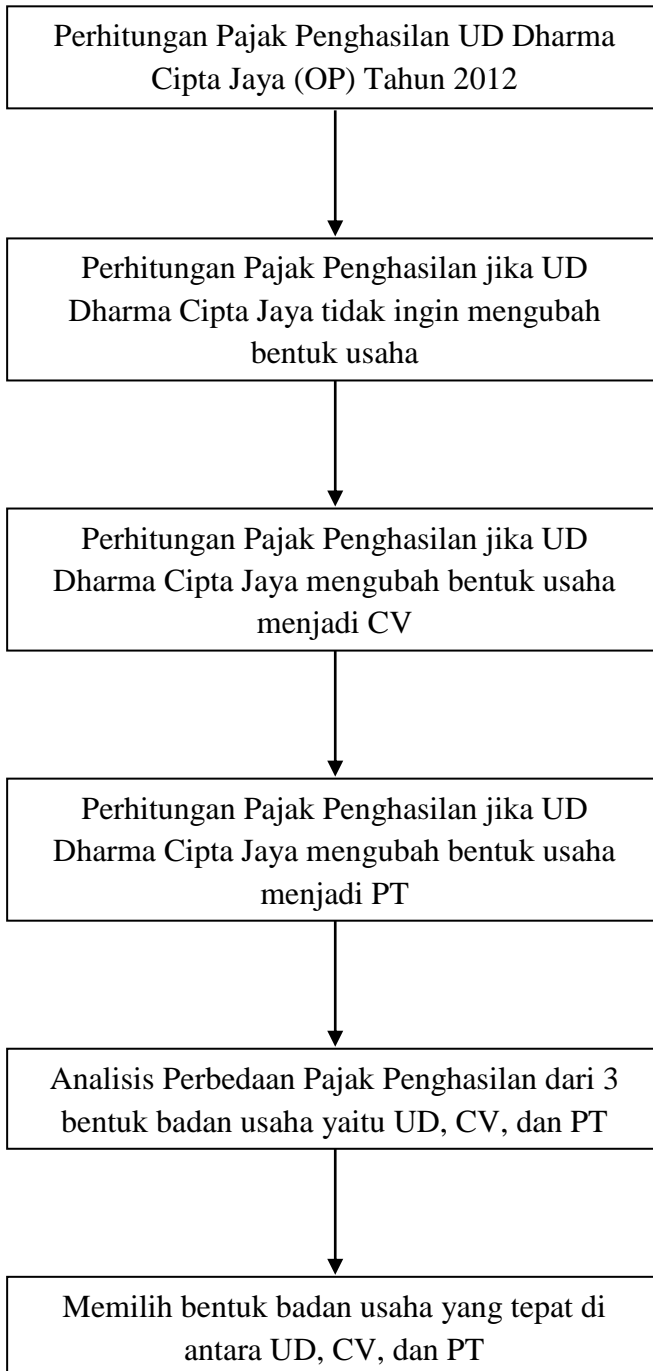 Perhitungan Pajak Penghasilan UD Dharma
Cipta Jaya (OP) Tahun 2012
Perhitungan Pajak Penghasilan jika UD
Dharma Cipta Jaya tidak ingin mengubah
bentuk usaha
Perhitungan Pajak Penghasilan jika UD
Dharma Cipta Jaya mengubah bentuk usaha
menjadi CV
Perhitungan Pajak Penghasilan jika UD
Dharma Cipta Jaya mengubah bentuk usaha
menjadi PT
Analisis Perbedaan Pajak Penghasilan dari 3
bentuk badan usaha yaitu UD, CV, dan PT
Memilih bentuk badan usaha yang tepat di
antara UD, CV, dan PT